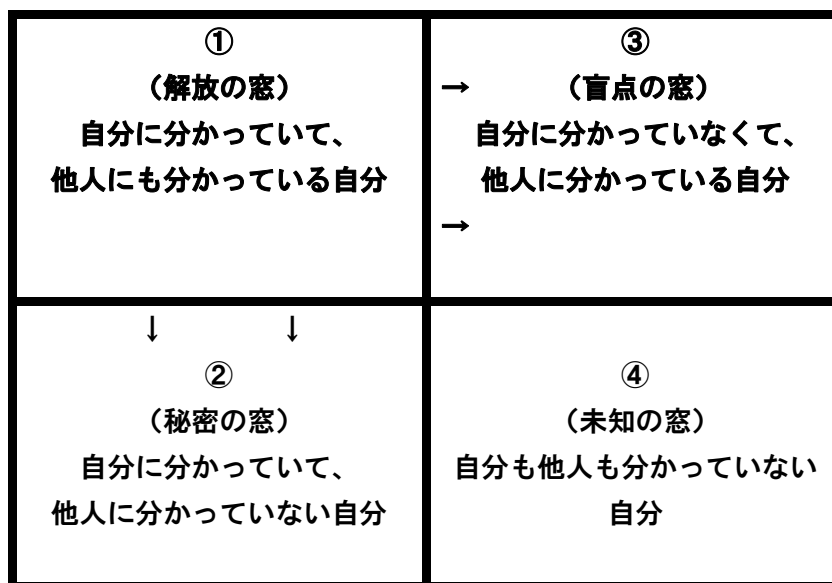 ①
（解放の窓）
自分に分かっていて、
他人にも分かっている自分
③
→ （盲点の窓）
自分に分かっていなくて、
他人に分かっている自分
→
↓ ↓
②
（秘密の窓）
自分に分かっていて、
他人に分かっていない自分
④
（未知の窓）
自分も他人も分かっていない
自分